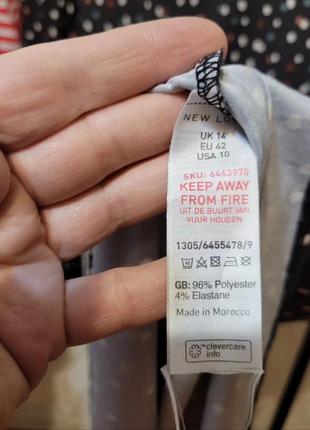 NEW LO
UK 14
EU 42
USA 10
SKU: 6463970
KEEP AWAY
FROM FIRE
UIT DE BUURT VAN
VUUR HOUDEN
1305/6455478/9
GB: 96% Polyester
4% Elastane
Made in Morocco
clevercare.
info